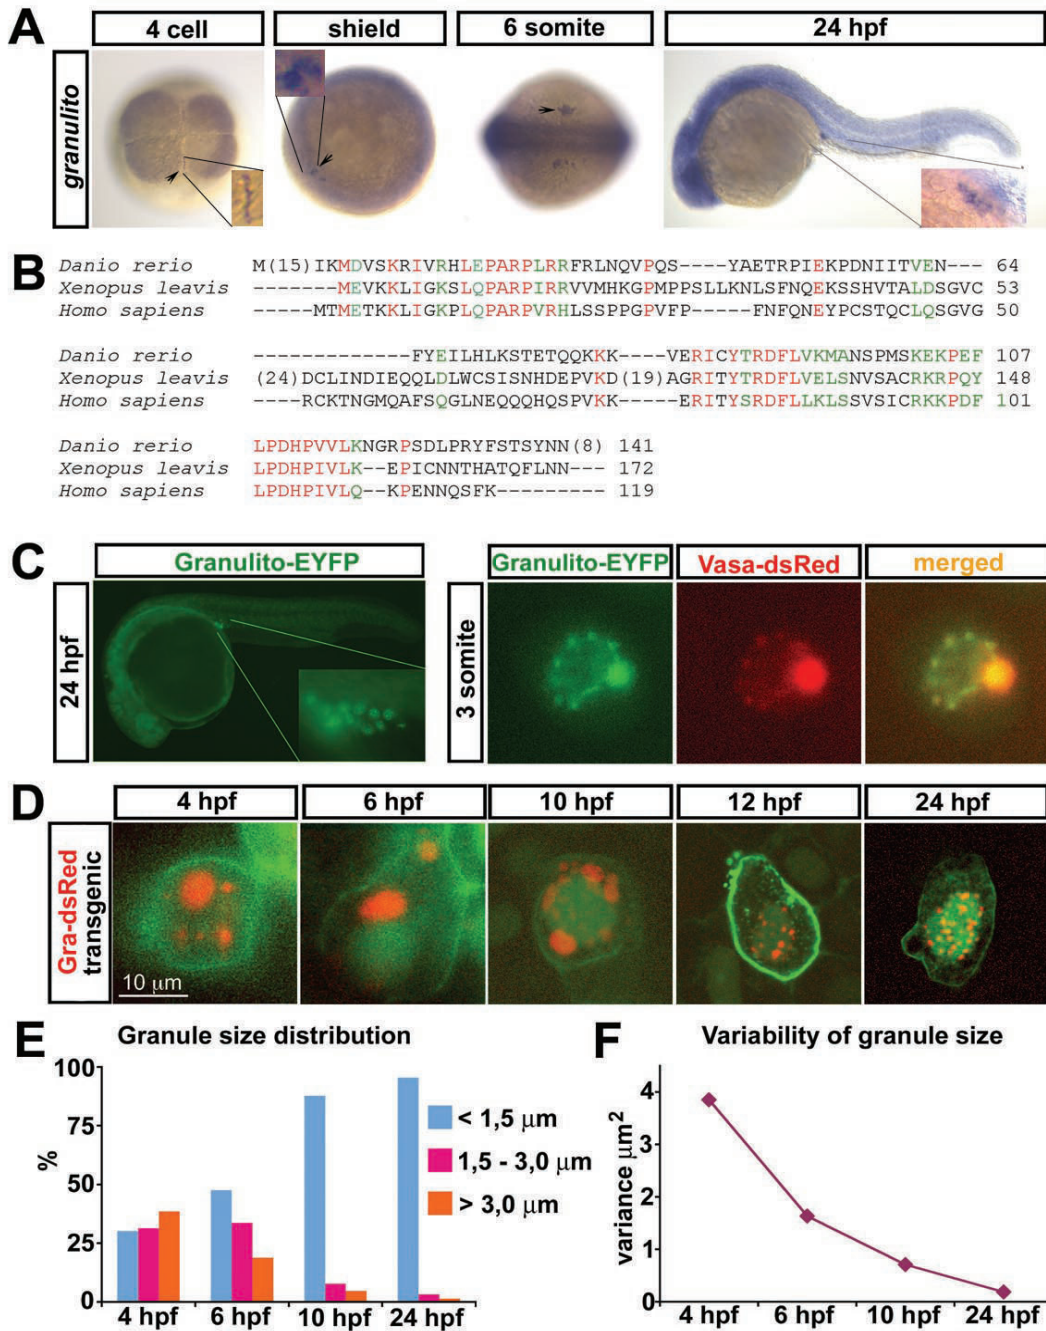 A
4 cell
shield
6 somite
24 hpf
granulito
B
Danio rerio M(15)IKMDVSKRIVRHLEPARPLRRFRLNQVPQS----YAETRPIEKPDNIITVEN--- 64
Xenopus leavis -------MEVKKLIGKSLQPARPIRRVVMHKGPMPPSLLKNLSFNQEKSSHVTALDSGVC 53
Homo sapiens -----MTMETKKLIGKPLQPARPVRHLSSPPGPVFP----FNFQNEYPCSTQCLQSGVG 50
Danio rerio -------------FYEILHLKSTETQQKKK----VERICYTRDFLVKMANSPMSKEKPEF 107
Xenopus leavis (24)DCLINDIEQQLDLWCSISNHDEPVKD(19)AGRITYTRDFLVELSNVSACRKRPQY 148
Homo sapiens ----RCKTNGMQAFSQGLNEQQQHQSPVKK-----ERITYSRDFLLKLSSVSICRKKPDF 101
Danio rerio LPDHPVVLKNGRPSDLPRYFSTSYNN(8) 141
Xenopus leavis LPDHPIVLK--EPICNNTHATQFLNN--- 172
Homo sapiens LPDHPIVLQ--KPENNQSFK--------- 119
C
Granulito-EYFP
Granulito-EYFP
Vasa-dsRed
merged
24 hpf
3 somite
D
4 hpf
6 hpf
10 hpf
12 hpf
24 hpf
Gra-dsRed
transgenic
10 μm
E
Granule size distribution
100
75
50
25
0
%
< 1,5 μm
1,5 - 3,0 μm
> 3,0 μm
4 hpf
6 hpf
10 hpf
24 hpf
F
Variability of granule size
4
3
2
1
0
variance μm²
4 hpf
6 hpf
10 hpf
24 hpf